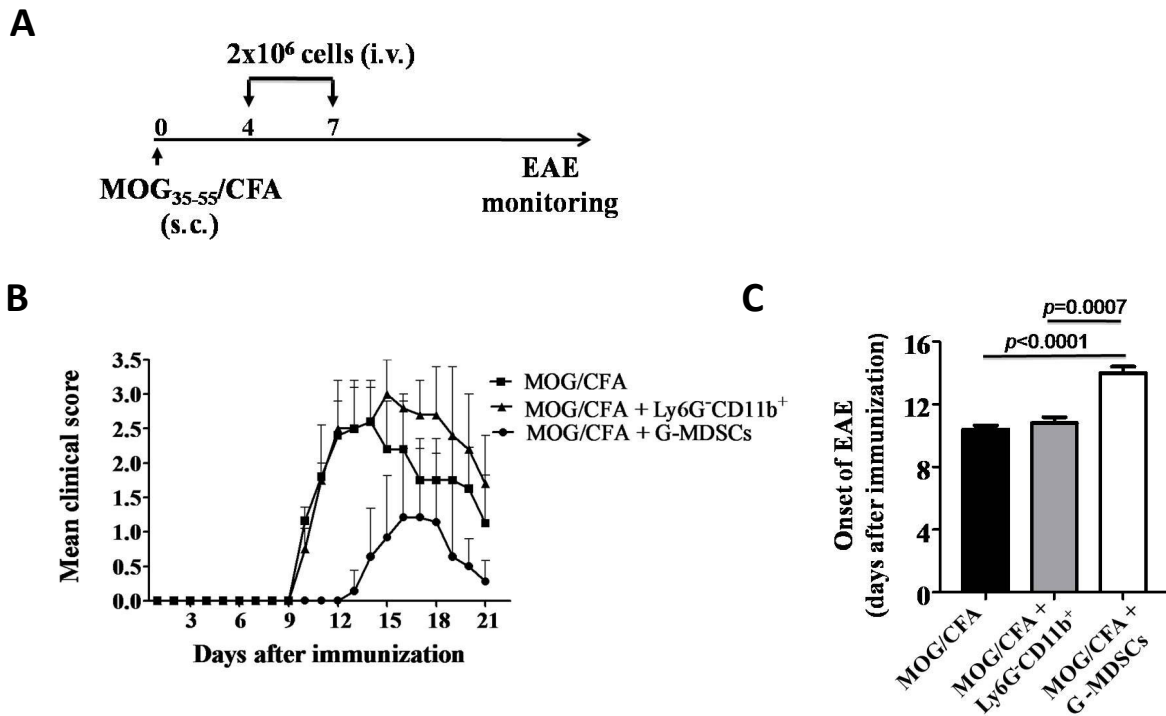 A
2x10⁶ cells (i.v.)
0 4 7
MOG₃₅₋₅₅/CFA
(s.c.)
EAE
monitoring
B
Mean clinical score
3.5
3.0
2.5
2.0
1.5
1.0
0.5
0.0
3 6 9 12 15 18 21
Days after immunization
MOG/CFA
MOG/CFA + Ly6G⁻CD11b⁺
MOG/CFA + G-MDSCs
C
p=0.0007
p<0.0001
Onset of EAE
(days after immunization)
16
12
8
4
0
MOG/CFA
MOG/CFA +
Ly6G⁻CD11b⁺
MOG/CFA +
G-MDSCs